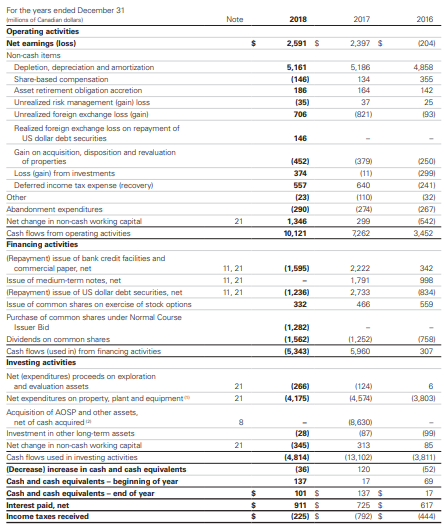 For the years ended December 31
(millions of Canadian dollars) Note 2018 2017 2016
Operating activities
Net earnings (loss) $ 2,591 $ 2,397 $ (204)
Non-cash items
Depletion, depreciation and amortization 5,161 5,186 4,858
Share-based compensation (146) 134 355
Asset retirement obligation accretion 186 164 142
Unrealized risk management (gain) loss (35) 37 25
Unrealized foreign exchange loss (gain) 706 (821) (93)
Realized foreign exchange loss on repayment of
US dollar debt securities 146 – –
Gain on acquisition, disposition and revaluation
of properties (452) (379) (250)
Loss (gain) from investments 374 (11) (299)
Deferred income tax expense (recovery) 557 640 (241)
Other (23) (110) (32)
Abandonment expenditures (290) (274) (267)
Net change in non-cash working capital 21 1,346 299 (542)
Cash flows from operating activities 10,121 7,262 3,452
Financing activities
(Repayment) issue of bank credit facilities and
commercial paper, net 11, 21 (1,595) 2,222 342
Issue of medium-term notes, net 11, 21 – 1,791 998
(Repayment) issue of US dollar debt securities, net 11, 21 (1,236) 2,733 (834)
Issue of common shares on exercise of stock options 332 466 559
Purchase of common shares under Normal Course
Issuer Bid (1,282) – –
Dividends on common shares (1,562) (1,252) (758)
Cash flows (used in) from financing activities (5,343) 5,960 307
Investing activities
Net (expenditures) proceeds on exploration
and evaluation assets 21 (266) (124) 6
Net expenditures on property, plant and equipment (1) 21 (4,175) (4,574) (3,803)
Acquisition of AOSP and other assets,
net of cash acquired (2) 8 – (8,630) –
Investment in other long-term assets (28) (87) (99)
Net change in non-cash working capital 21 (345) 313 85
Cash flows used in investing activities (4,814) (13,102) (3,811)
(Decrease) increase in cash and cash equivalents (36) 120 (52)
Cash and cash equivalents – beginning of year 137 17 69
Cash and cash equivalents – end of year $ 101 $ 137 $ 17
Interest paid, net $ 911 $ 725 $ 617
Income taxes received $ (225) $ (792) $ (444)